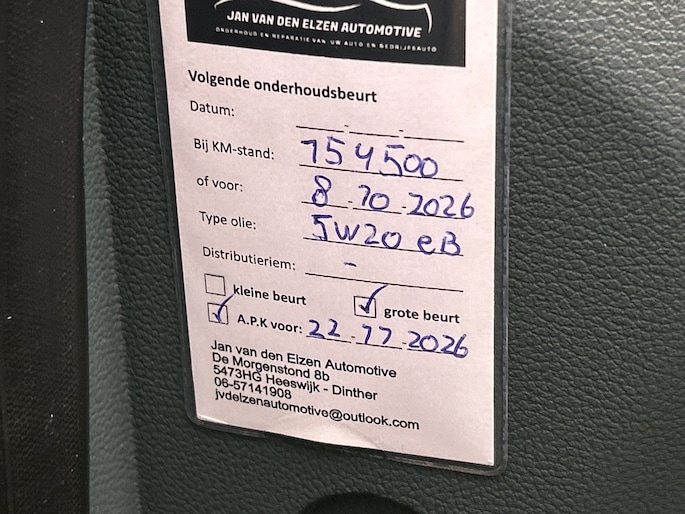 JAN VAN DEN ELZEN AUTOMOTIVE
ONDERHOUD EN REPARATIE VAN UW AUTO EN BEDRIJFSAUTO
Volgende onderhoudsbeurt
Datum: - -
Bij KM-stand: 154500
of voor: 8-10-2026
Type olie: 5W20 eB
Distributieriem: -
kleine beurt grote beurt
A.P.K voor: 22-11-2026
Jan van den Elzen Automotive
De Morgenstond 8b
5473HG Heeswijk - Dinther
06-57141908
jvdelzenautomotive@outlook.com